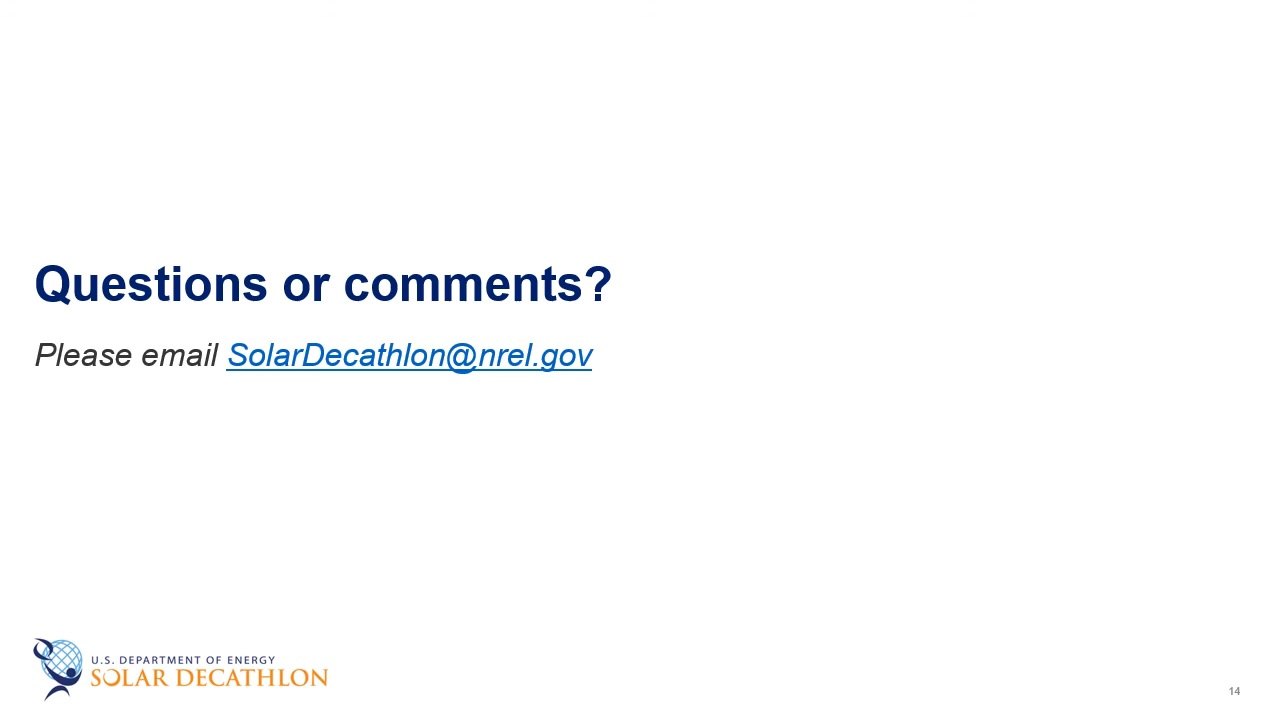 Questions or comments?
Please email SolarDecathlon@nrel.gov
U.S. DEPARTMENT OF ENERGY
SOLAR DECATHLON
14